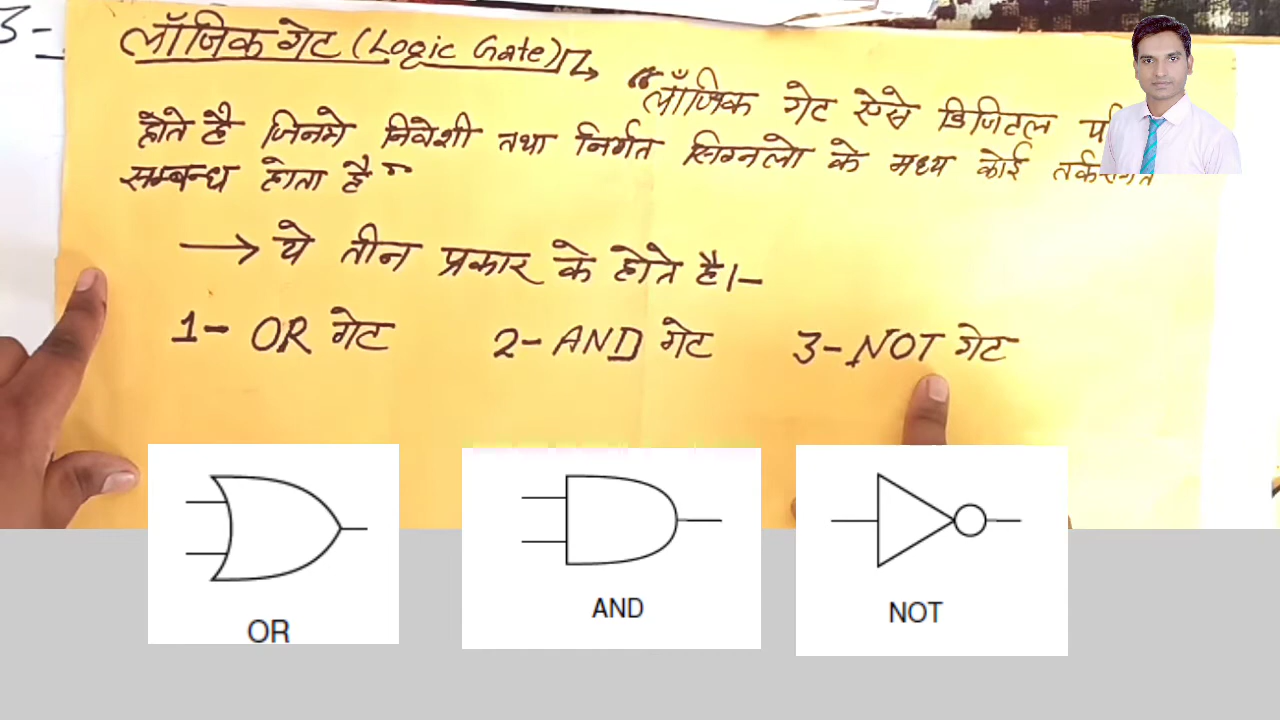 3-
लॉजिक गेट (Logic Gate) "लॉजिक गेट ऐसे डिजिटल
होते है जिनमे निवेशी तथा निर्गत सिग्नलो के मध्य कोई
सम्बन्ध होता है"
→ ये तीन प्रकार के होते है।-
1- OR गेट 2- AND गेट 3- NOT गेट
OR AND NOT